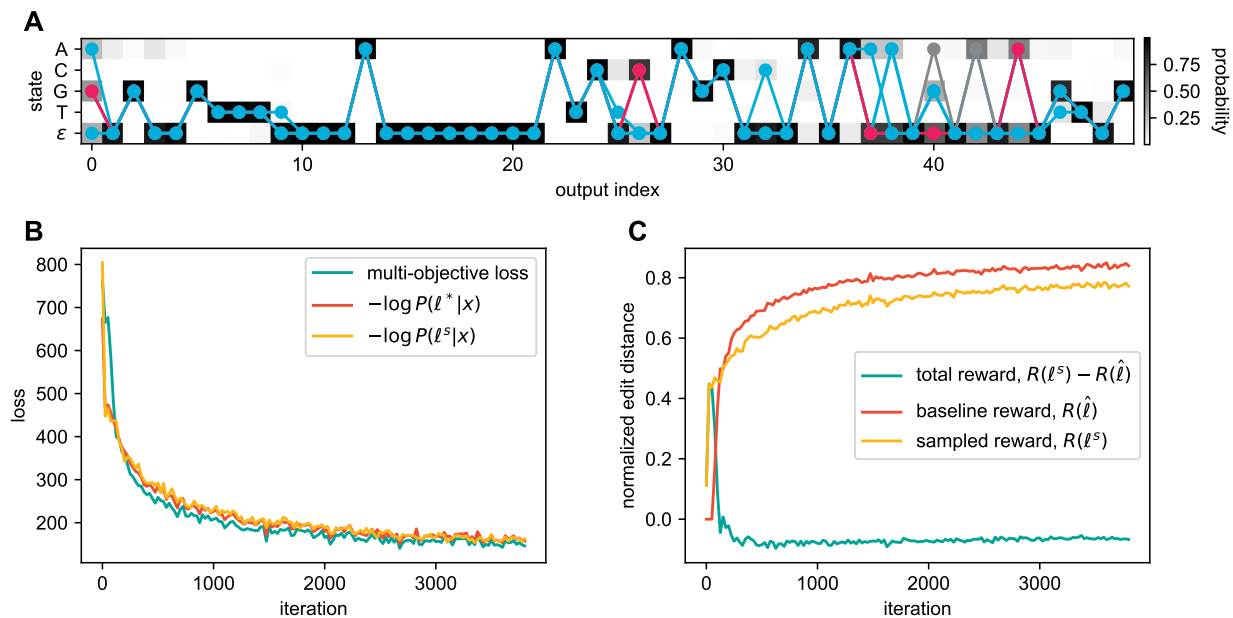 A
A
C
G
T
ε
state
0
10
20
30
40
output index
0.75
0.50
0.25
probability
B
800
700
600
500
400
300
200
loss
0
1000
2000
3000
iteration
multi-objective loss
−log P(ℓ*|x)
−log P(ℓˢ|x)
C
0.8
0.6
0.4
0.2
0.0
normalized edit distance
0
1000
2000
3000
iteration
total reward, R(ℓˢ) − R(ℓ̂)
baseline reward, R(ℓ̂)
sampled reward, R(ℓˢ)